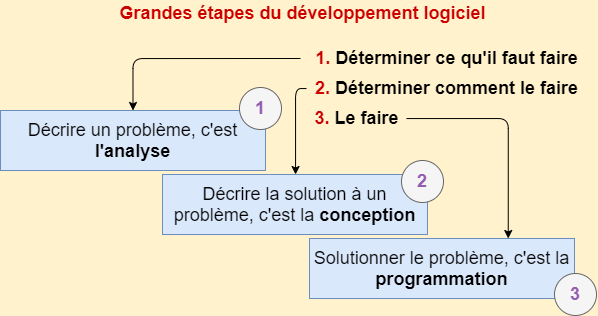 Grandes étapes du développement logiciel
1. Déterminer ce qu'il faut faire
2. Déterminer comment le faire
3. Le faire
1
Décrire un problème, c'est
l'analyse
2
Décrire la solution à un
problème, c'est la conception
Solutionner le problème, c'est la
programmation
3